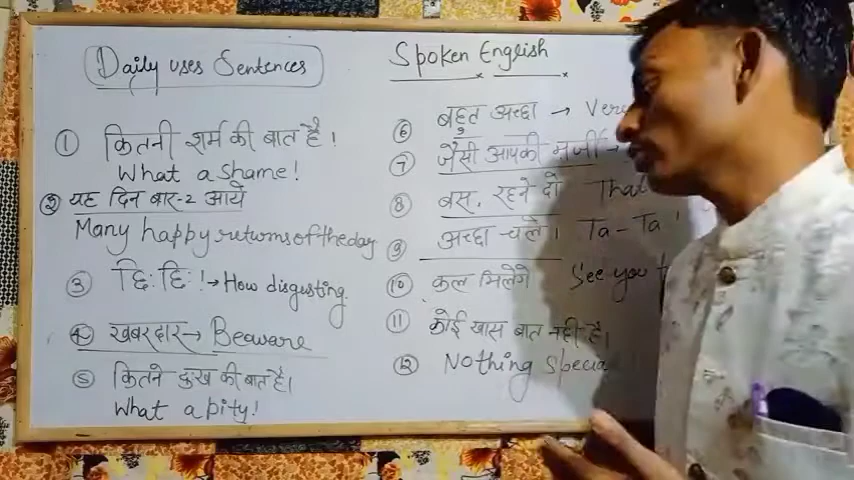 Daily uses Sentences
① कितनी शर्म की बात है।
What a shame!
② यह दिन बार-2 आये
Many happy returns of the day
③ छि: छि: ! → How disgusting.
④ खबरदार → Beaware
⑤ कितने दुःख की बात है।
What a pity!
Spoken English
⑥ बहुत अच्छा →
⑦ जैसी आपकी मर्जी →
⑧ बस, रहने दो
⑨ अच्छा चले। Ta-Ta!
⑩ कल मिलेगे See you
⑪ कोई खास बात नही है।
⑫ Nothing special